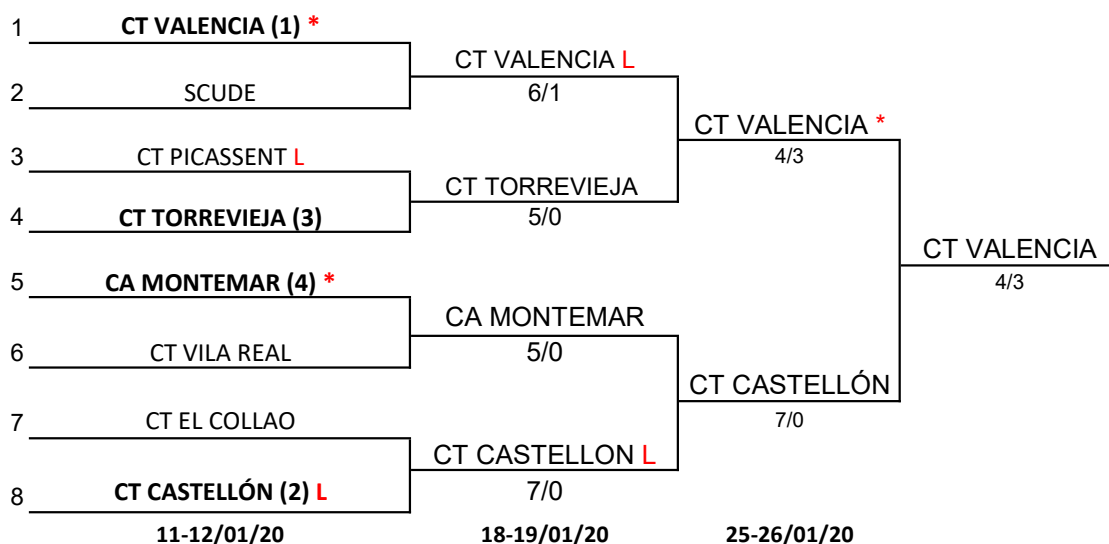 1 CT VALENCIA (1) *
2 SCUDE
3 CT PICASSENT L
4 CT TORREVIEJA (3)
5 CA MONTEMAR (4) *
6 CT VILA REAL
7 CT EL COLLAO
8 CT CASTELLÓN (2) L
11-12/01/20
CT VALENCIA L
6/1
CT TORREVIEJA
5/0
CA MONTEMAR
5/0
CT CASTELLON L
7/0
18-19/01/20
CT VALENCIA *
4/3
CT CASTELLÓN
7/0
25-26/01/20
CT VALENCIA
4/3